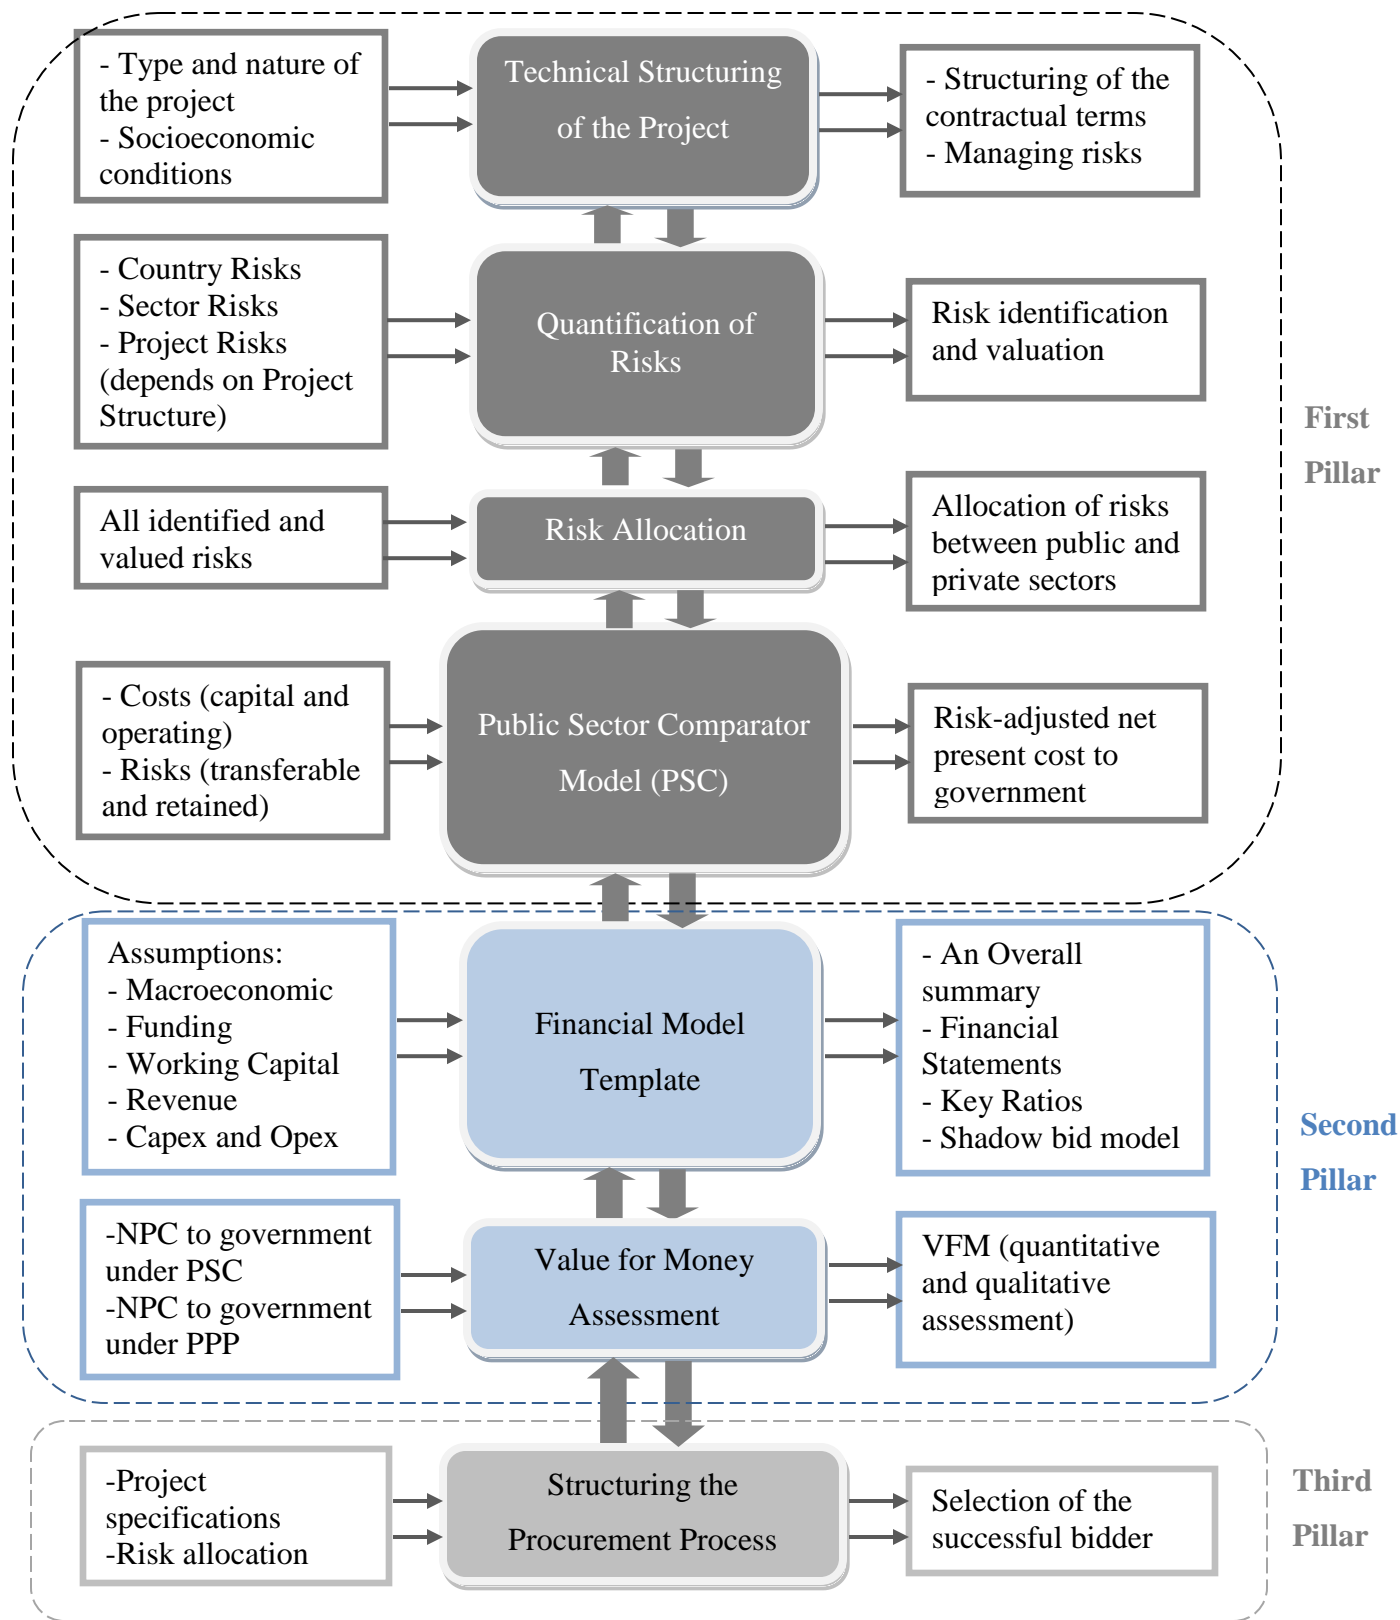 - Type and nature of
the project
- Socioeconomic
conditions
Technical Structuring
of the Project
- Structuring of the
contractual terms
- Managing risks
- Country Risks
- Sector Risks
- Project Risks
(depends on Project
Structure)
Quantification of
Risks
Risk identification
and valuation
First
Pillar
All identified and
valued risks
Risk Allocation
Allocation of risks
between public and
private sectors
- Costs (capital and
operating)
- Risks (transferable
and retained)
Public Sector Comparator
Model (PSC)
Risk-adjusted net
present cost to
government
Assumptions:
- Macroeconomic
- Funding
- Working Capital
- Revenue
- Capex and Opex
Financial Model
Template
- An Overall
summary
- Financial
Statements
- Key Ratios
- Shadow bid model
Second
Pillar
-NPC to government
under PSC
-NPC to government
under PPP
Value for Money
Assessment
VFM (quantitative
and qualitative
assessment)
-Project
specifications
-Risk allocation
Structuring the
Procurement Process
Selection of the
successful bidder
Third
Pillar